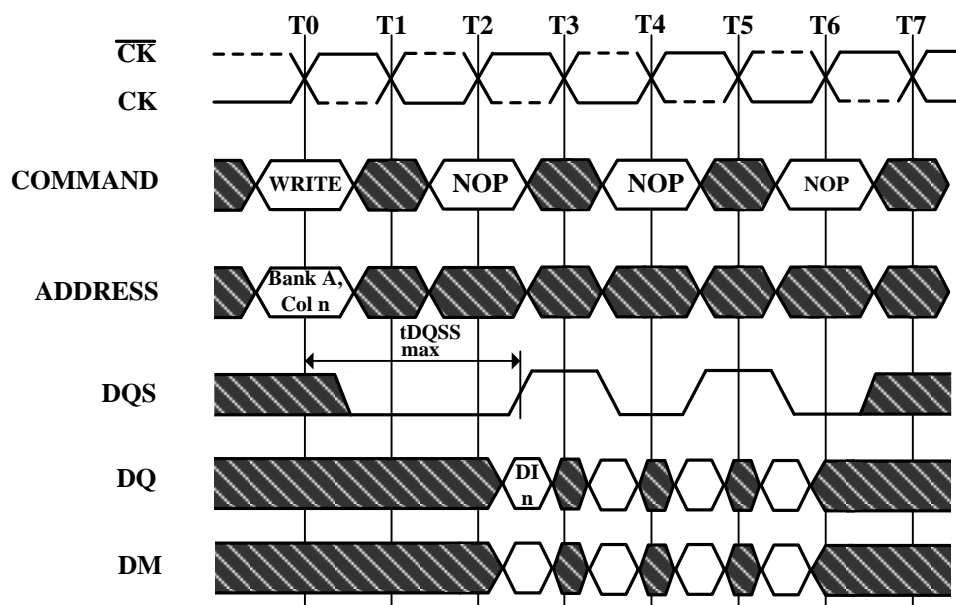 T0 T1 T2 T3 T4 T5 T6 T7
CK
CK
COMMAND WRITE NOP NOP NOP
ADDRESS Bank A,
Col n
tDQSS
max
DQS
DQ DI
n
DM